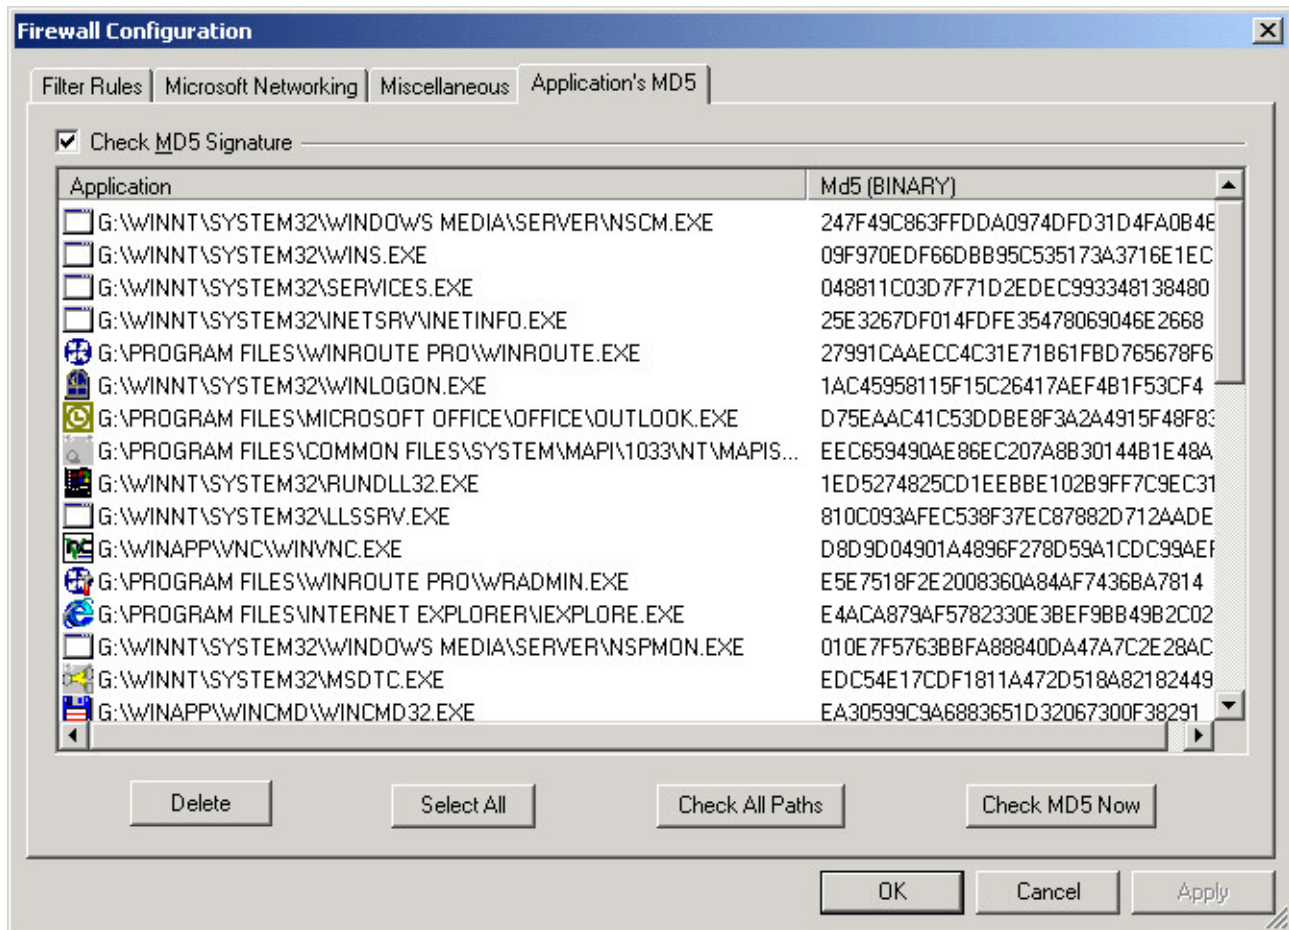 Firewall Configuration
Filter Rules Microsoft Networking Miscellaneous Application's MD5
Check MD5 Signature
Application Md5 (BINARY)
G:\WINNT\SYSTEM32\WINDOWS MEDIA\SERVER\NSCM.EXE 247F49C863FFDDA0974DFD31D4FA0B4E
G:\WINNT\SYSTEM32\WINS.EXE 09F970EDF66DBB95C535173A3716E1EC
G:\WINNT\SYSTEM32\SERVICES.EXE 048811C03D7F71D2EDEC993348138480
G:\WINNT\SYSTEM32\INETSRV\INETINFO.EXE 25E3267DF014FDFE35478069046E2668
G:\PROGRAM FILES\WINROUTE PRO\WINROUTE.EXE 27991CAAECC4C31E71B61FBD765678F6
G:\WINNT\SYSTEM32\WINLOGON.EXE 1AC45958115F15C26417AEF4B1F53CF4
G:\PROGRAM FILES\MICROSOFT OFFICE\OFFICE\OUTLOOK.EXE D75EAAC41C53DDBE8F3A2A4915F48F83
G:\PROGRAM FILES\COMMON FILES\SYSTEM\MAPI\1033\NT\MAPIS... EEC659490AE86EC207A8B30144B1E48A
G:\WINNT\SYSTEM32\RUNDLL32.EXE 1ED5274825CD1EEBBE102B9FF7C9EC31
G:\WINNT\SYSTEM32\LLSSRV.EXE 810C093AFEC538F37EC87882D712AADE
G:\WINAPP\VNC\WINVNC.EXE D8D9D04901A4896F278D59A1CDC99AEF
G:\PROGRAM FILES\WINROUTE PRO\WRADMIN.EXE E5E7518F2E2008360A84AF7436BA7814
G:\PROGRAM FILES\INTERNET EXPLORER\IEXPLORE.EXE E4ACA879AF5782330E3BEF9BB49B2C02
G:\WINNT\SYSTEM32\WINDOWS MEDIA\SERVER\NSPMON.EXE 010E7F5763BBFA88840DA47A7C2E28AC
G:\WINNT\SYSTEM32\MSDTC.EXE EDC54E17CDF1811A472D518A82182449
G:\WINAPP\WINCMD\WINCMD32.EXE EA30599C9A6883651D32067300F38291
Delete Select All Check All Paths Check MD5 Now
OK Cancel Apply